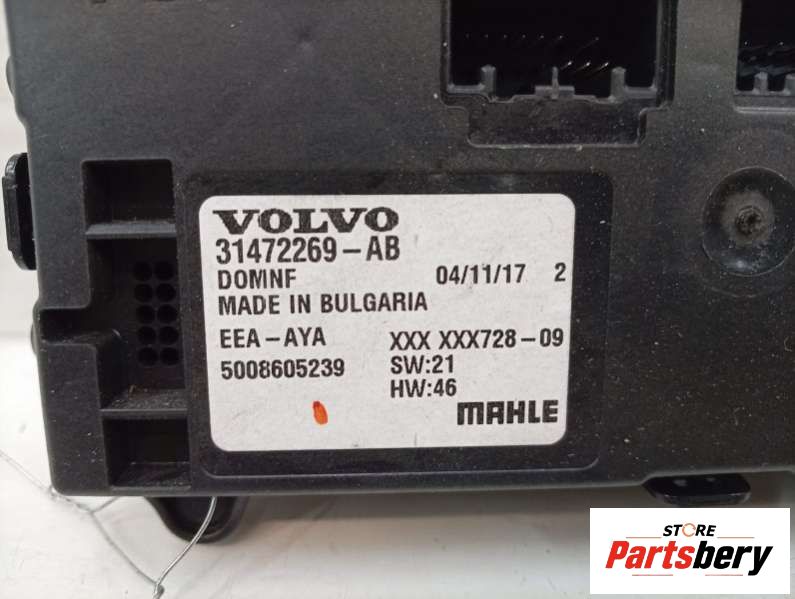 VOLVO
31472269-AB
DOMNF 04/11/17 2
MADE IN BULGARIA
EEA-AYA XXX XXX728-09
5008605239 SW:21
HW:46
MAHLE
STORE
Partsbery